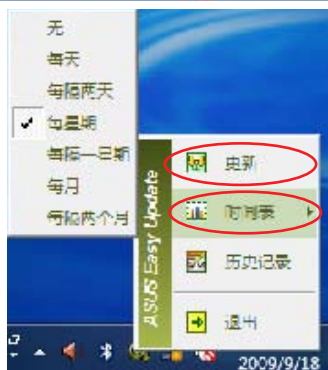 无
每天
每隔两天
每星期
每隔一星期
每月
每隔两个月
ASUS Easy Update
更新
时间表
历史记录
退出
2009/9/18